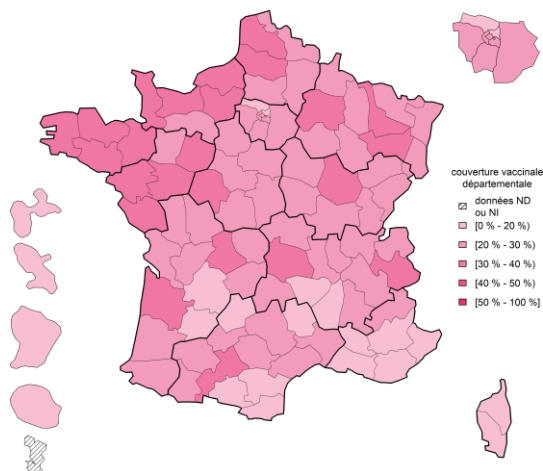 couverture vaccinale
départementale
données ND
ou NI
[0 % - 20 %)
[20 % - 30 %)
[30 % - 40 %)
[40 % - 50 %)
[50 % - 100 %]